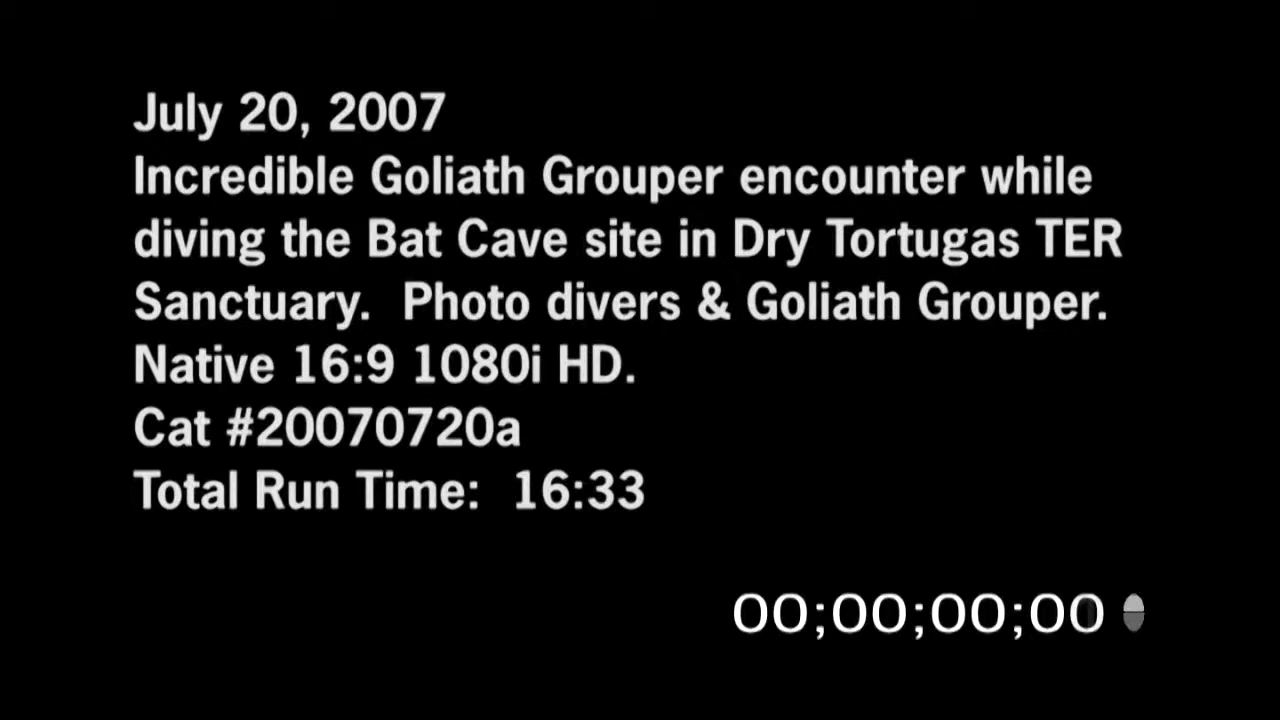 July 20, 2007
Incredible Goliath Grouper encounter while
diving the Bat Cave site in Dry Tortugas TER
Sanctuary.  Photo divers & Goliath Grouper.
Native 16:9 1080i HD.
Cat #20070720a
Total Run Time:  16:33
00;00;00;00